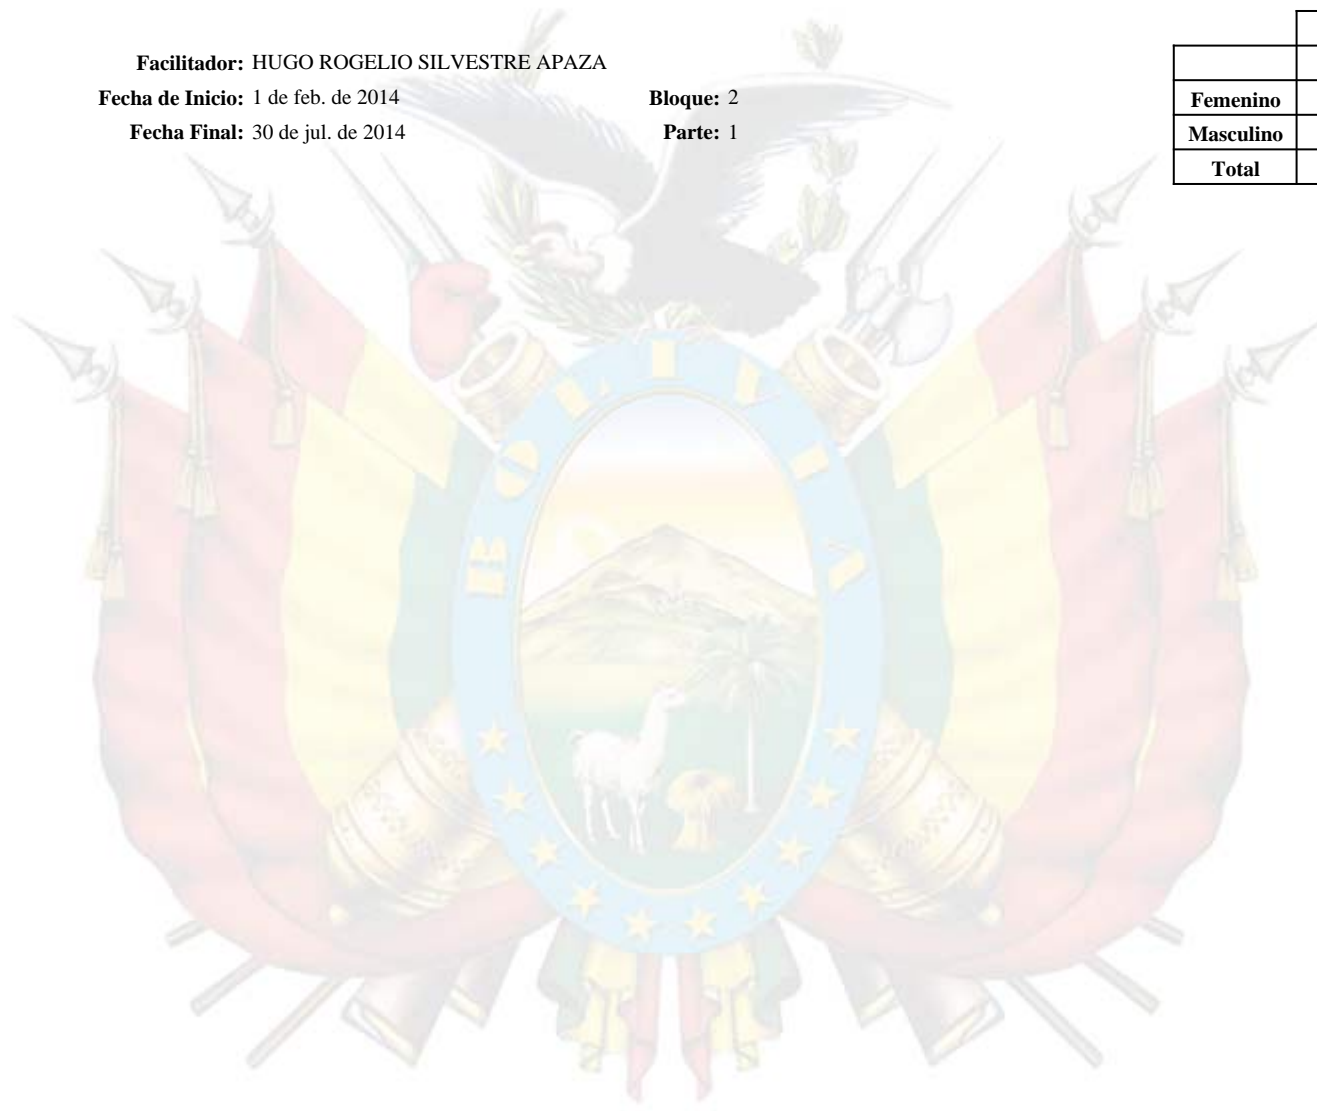 Facilitador: HUGO ROGELIO SILVESTRE APAZA
Fecha de Inicio: 1 de feb. de 2014 Bloque: 2
Fecha Final: 30 de jul. de 2014 Parte: 1
Femenino
Masculino
Total
BOLIVIA